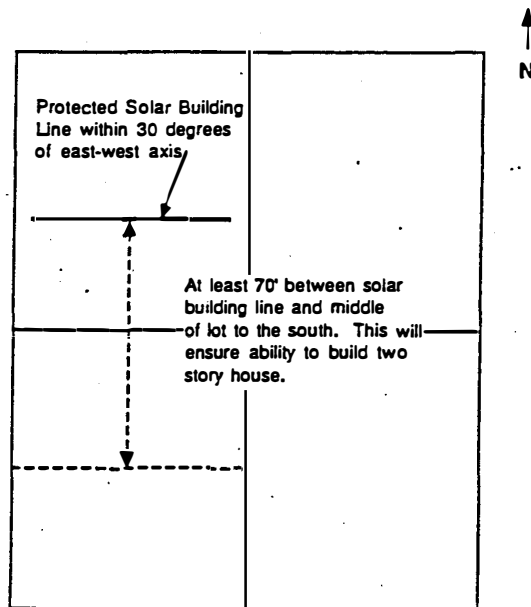 N
Protected Solar Building
Line within 30 degrees
of east-west axis
At least 70' between solar
building line and middle
of lot to the south. This will
ensure ability to build two
story house.